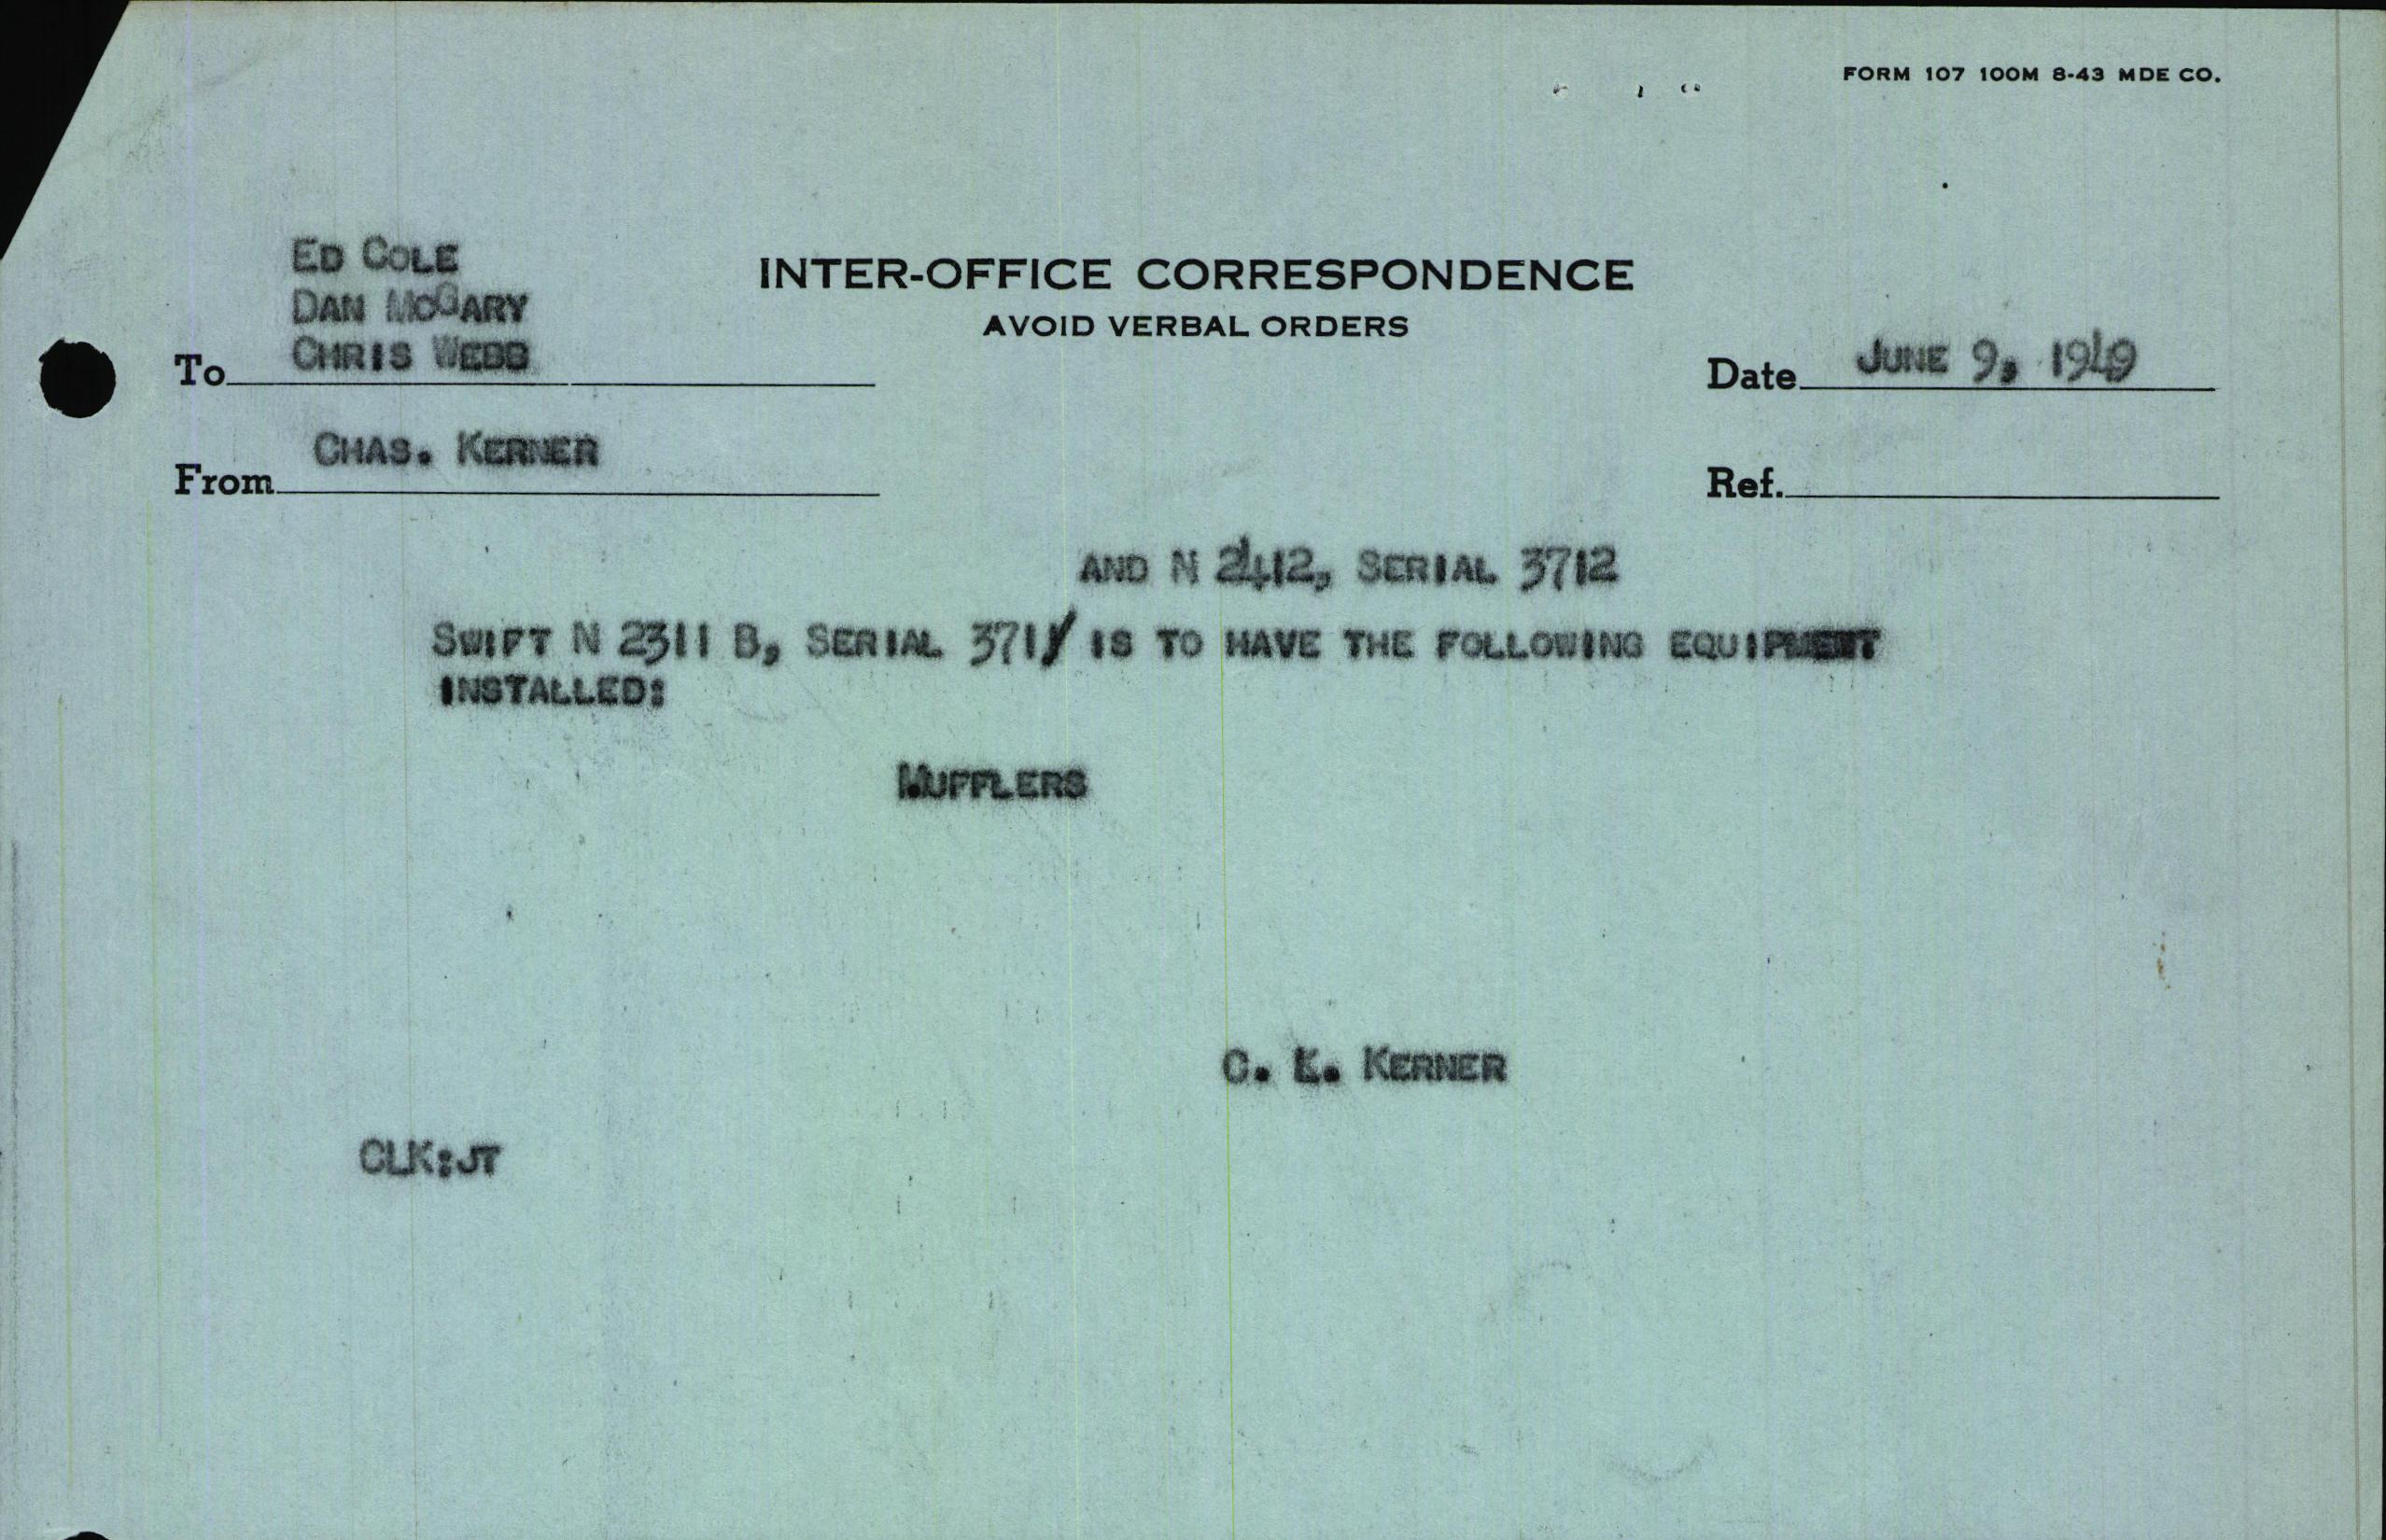 FORM 107 100M 8-43 MDE CO.
ED COLE
DAN MCGARY
CHRIS WEBB
INTER-OFFICE CORRESPONDENCE
AVOID VERBAL ORDERS
To
Date JUNE 9, 1949
From CHAS. KERNER
Ref.
AND N 2412, SERIAL 3712
SWIFT N 2311 B, SERIAL 3711/ IS TO HAVE THE FOLLOWING EQUIPMENT
INSTALLED:
MUFFLERS
C. L. KERNER
CLK:JT